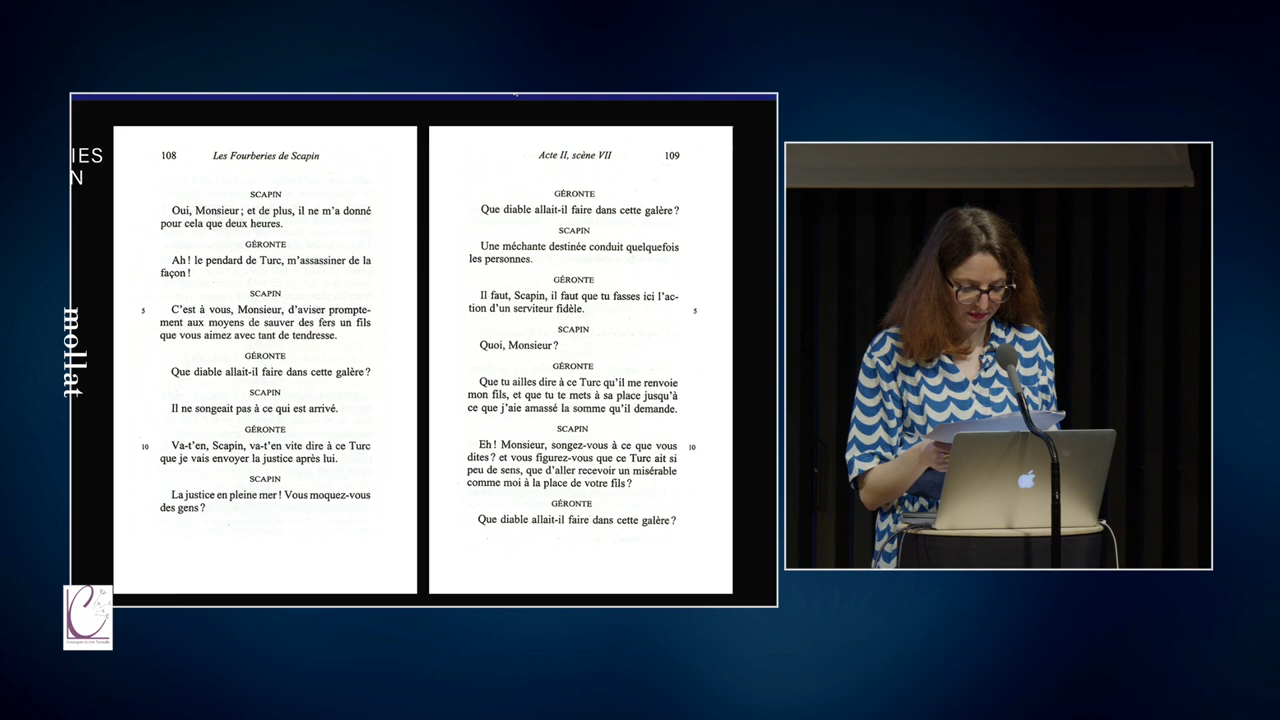 IES
N
mollat
108 Les Fourberies de Scapin
SCAPIN
Oui, Monsieur ; et de plus, il ne m'a donné
pour cela que deux heures.
GÉRONTE
Ah ! le pendard de Turc, m'assassiner de la
façon !
SCAPIN
5 C'est à vous, Monsieur, d'aviser prompte-
ment aux moyens de sauver des fers un fils
que vous aimez avec tant de tendresse.
GÉRONTE
Que diable allait-il faire dans cette galère ?
SCAPIN
Il ne songeait pas à ce qui est arrivé.
GÉRONTE
10 Va-t'en, Scapin, va-t'en vite dire à ce Turc
que je vais envoyer la justice après lui.
SCAPIN
La justice en pleine mer ! Vous moquez-vous
des gens ?
Acte II, scène VII 109
GÉRONTE
Que diable allait-il faire dans cette galère ?
SCAPIN
Une méchante destinée conduit quelquefois
les personnes.
GÉRONTE
Il faut, Scapin, il faut que tu fasses ici l'ac-
tion d'un serviteur fidèle. 5
SCAPIN
Quoi, Monsieur ?
GÉRONTE
Que tu ailles dire à ce Turc qu'il me renvoie
mon fils, et que tu te mets à sa place jusqu'à
ce que j'aie amassé la somme qu'il demande.
SCAPIN
Eh ! Monsieur, songez-vous à ce que vous 10
dites ? et vous figurez-vous que ce Turc ait si
peu de sens, que d'aller recevoir un misérable
comme moi à la place de votre fils ?
GÉRONTE
Que diable allait-il faire dans cette galère ?